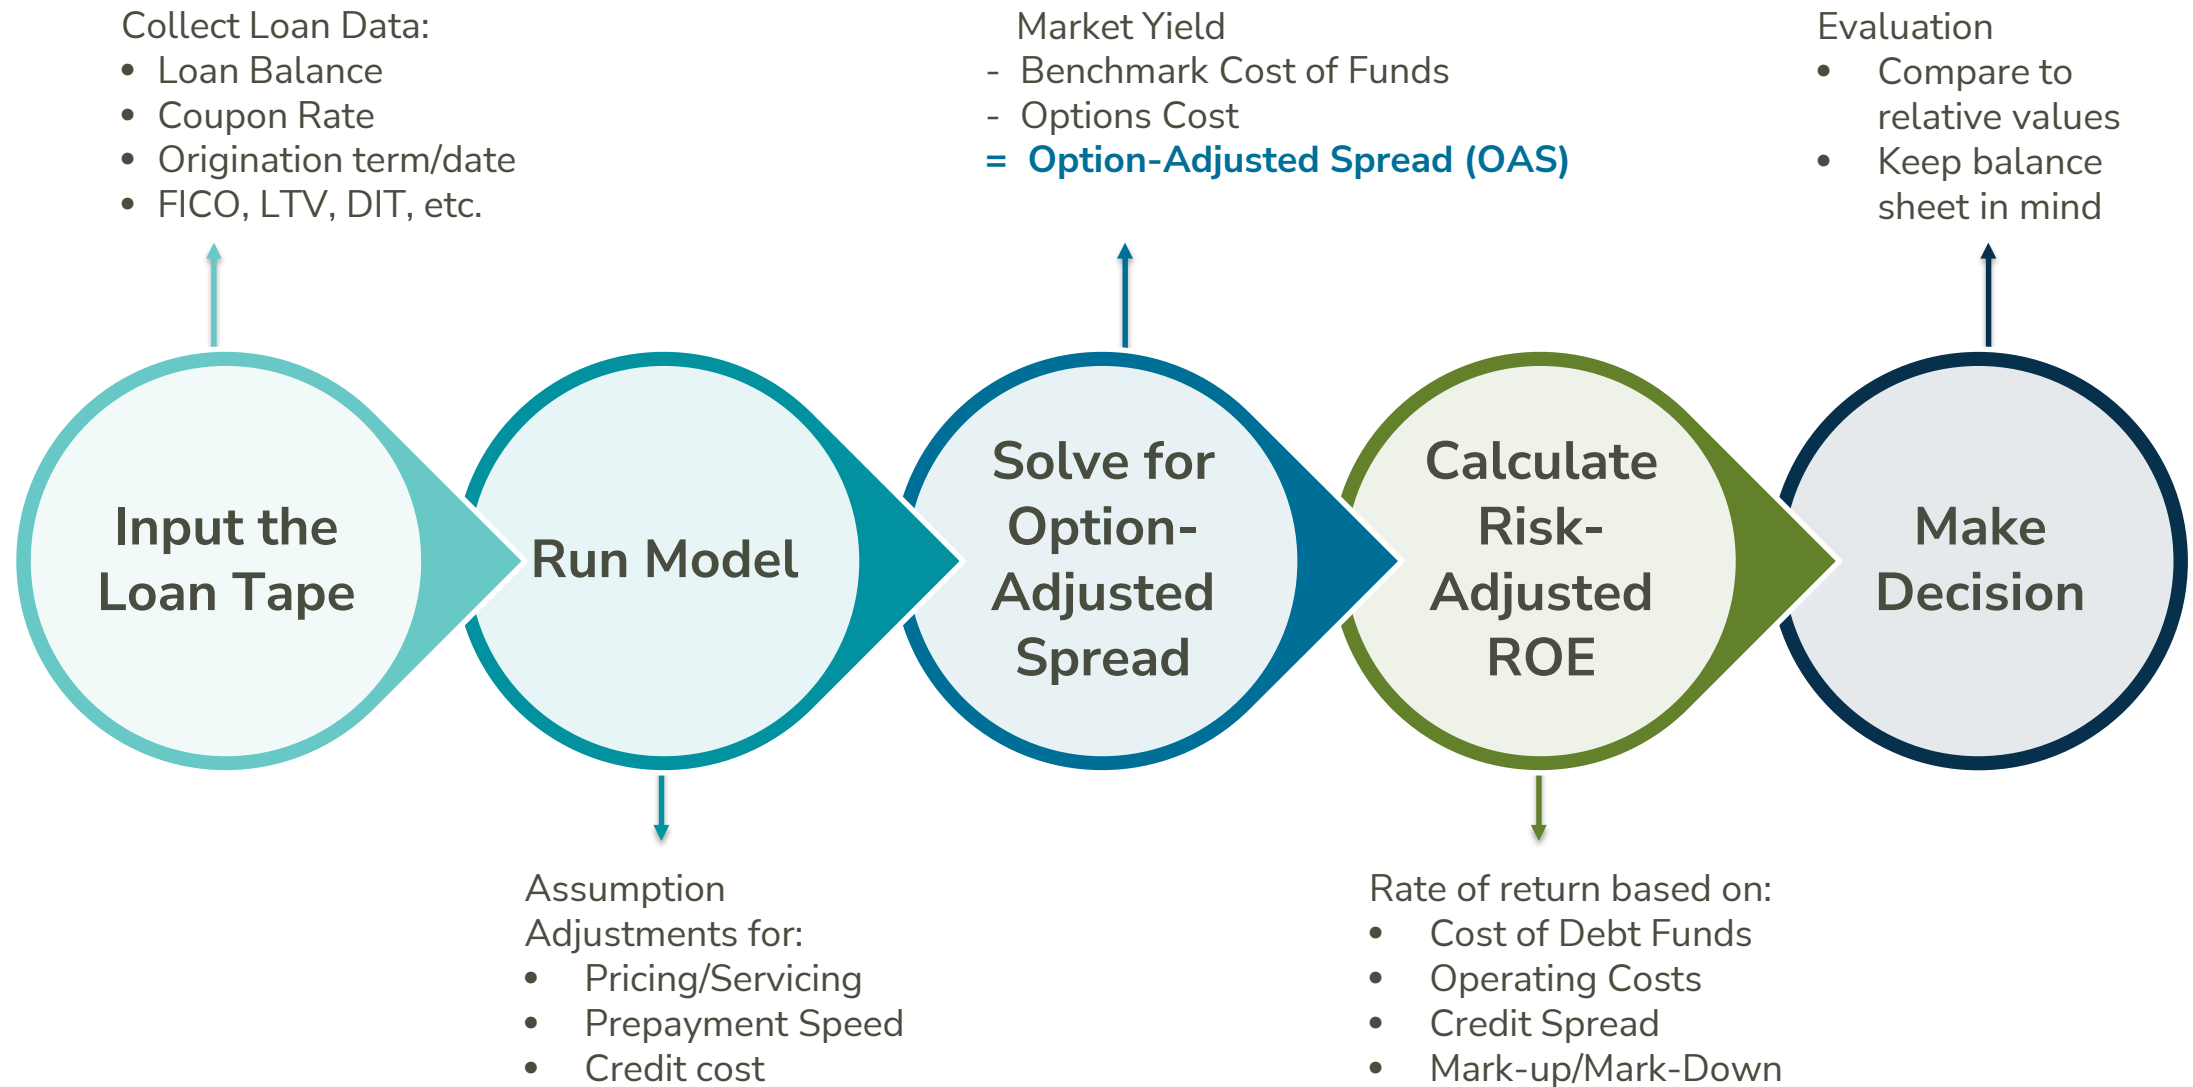 Collect Loan Data:
• Loan Balance
• Coupon Rate
• Origination term/date
• FICO, LTV, DIT, etc.
Market Yield
- Benchmark Cost of Funds
- Options Cost
= Option-Adjusted Spread (OAS)
Evaluation
• Compare to
relative values
• Keep balance
sheet in mind
Input the
Loan Tape
Run Model
Solve for
Option-
Adjusted
Spread
Calculate
Risk-
Adjusted
ROE
Make
Decision
Assumption
Adjustments for:
• Pricing/Servicing
• Prepayment Speed
• Credit cost
Rate of return based on:
• Cost of Debt Funds
• Operating Costs
• Credit Spread
• Mark-up/Mark-Down